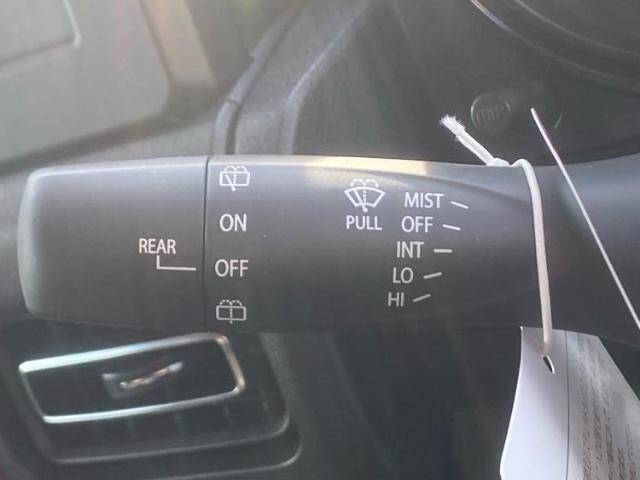 REAR
ON
OFF
PULL
MIST
OFF
INT
LO
HI